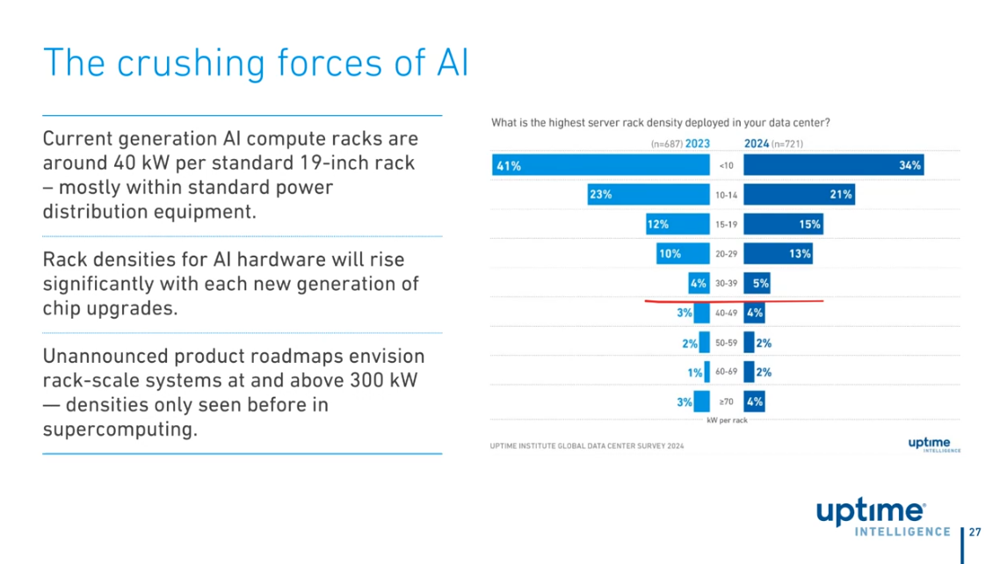 The crushing forces of AI
Current generation AI compute racks are
around 40 kW per standard 19-inch rack
– mostly within standard power
distribution equipment.
Rack densities for AI hardware will rise
significantly with each new generation of
chip upgrades.
Unannounced product roadmaps envision
rack-scale systems at and above 300 kW
— densities only seen before in
supercomputing.
What is the highest server rack density deployed in your data center?
(n=687) 2023 2024 (n=721)
41% <10 34%
23% 10-14 21%
12% 15-19 15%
10% 20-29 13%
4% 30-39 5%
3% 40-49 4%
2% 50-59 2%
1% 60-69 2%
3% ≥70 4%
kW per rack
UPTIME INSTITUTE GLOBAL DATA CENTER SURVEY 2024
uptime
INTELLIGENCE
uptime®
INTELLIGENCE
27